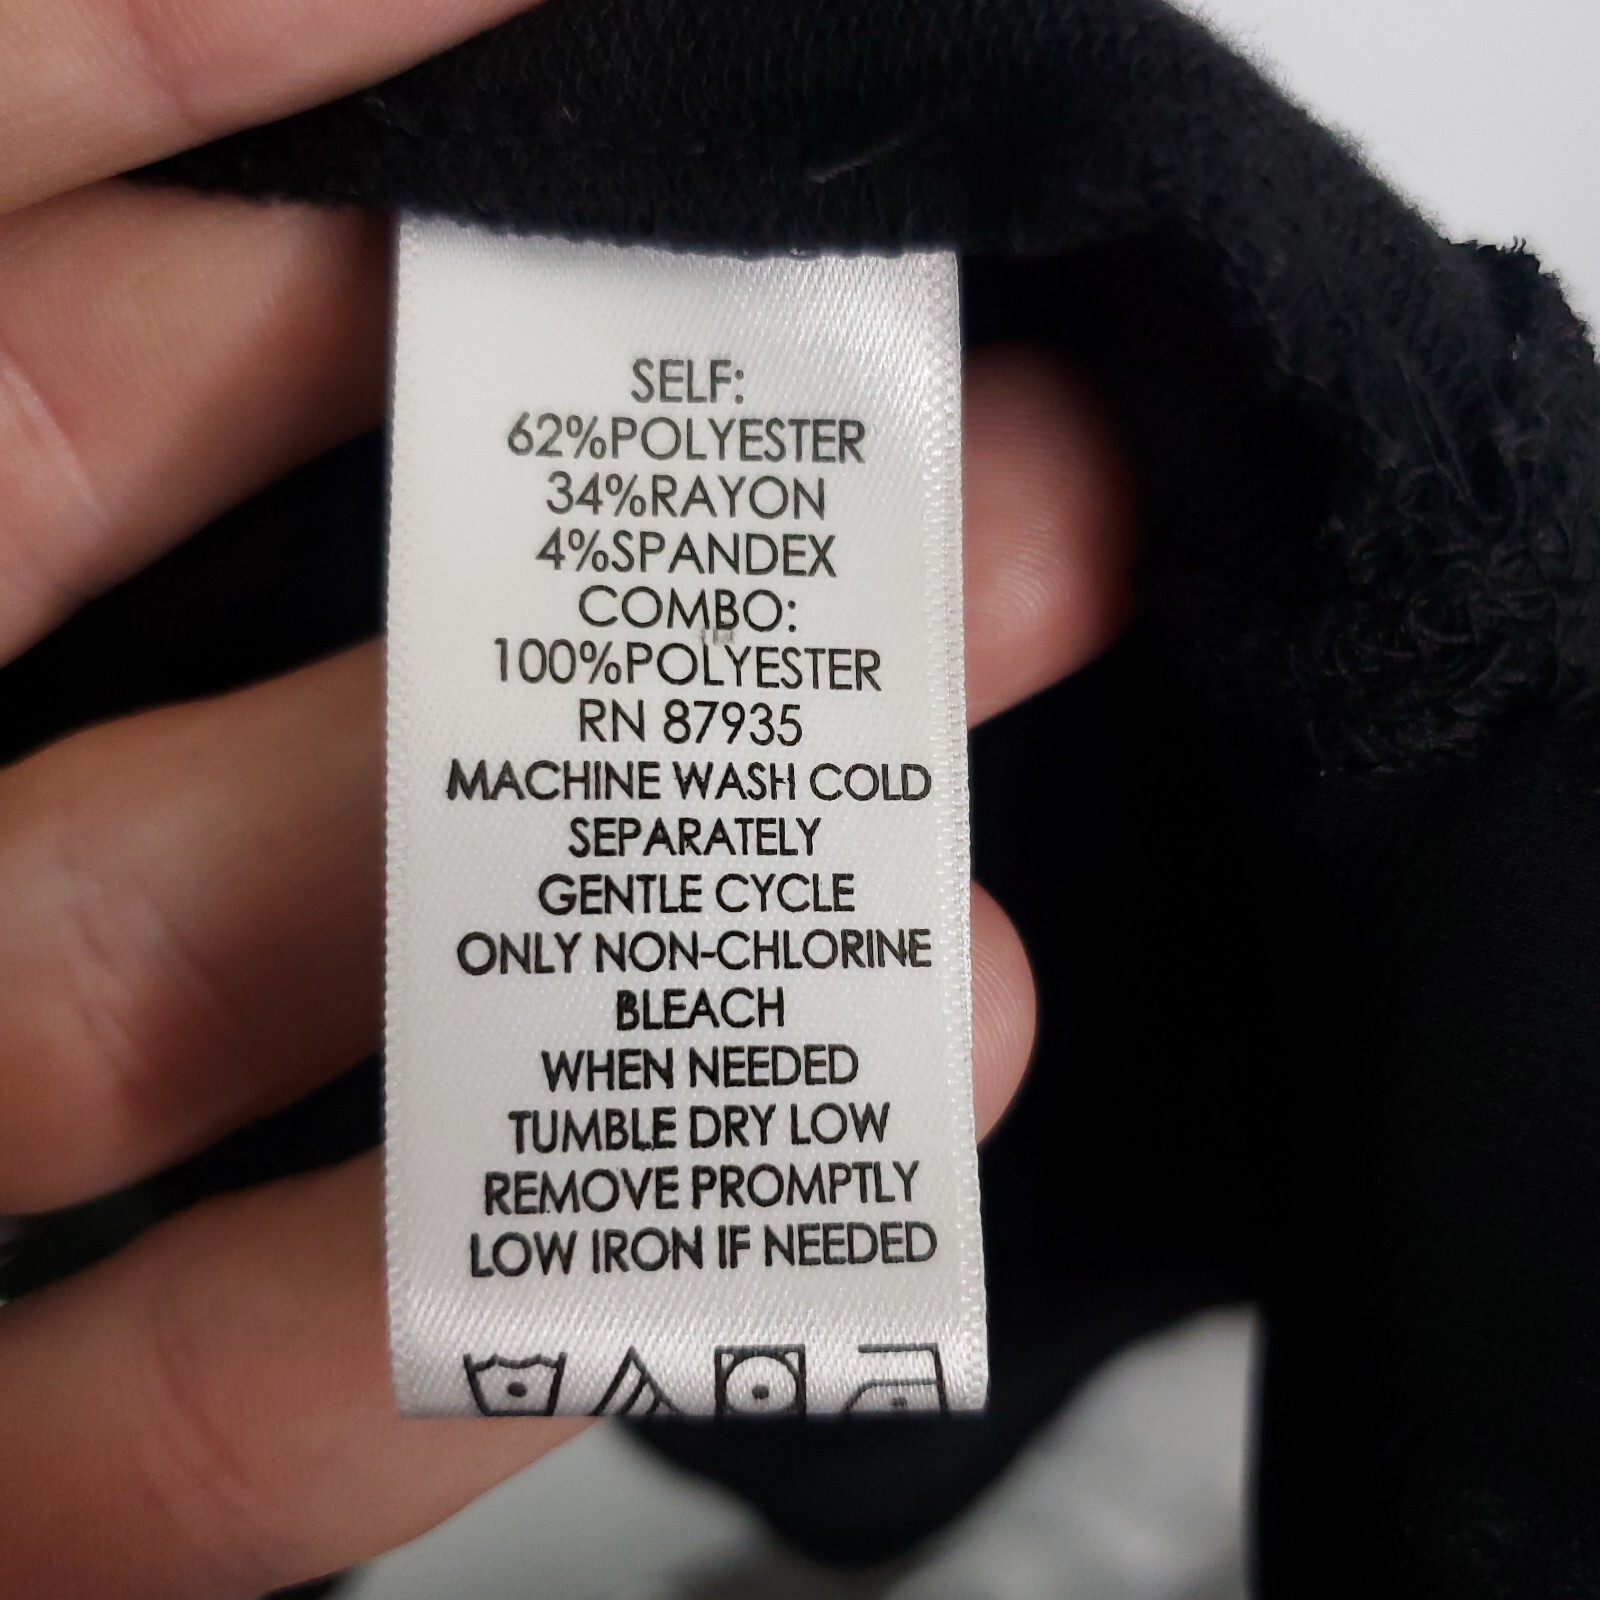 SELF:
62%POLYESTER
34%RAYON
4%SPANDEX
COMBO:
100%POLYESTER
RN 87935
MACHINE WASH COLD
SEPARATELY
GENTLE CYCLE
ONLY NON-CHLORINE
BLEACH
WHEN NEEDED
TUMBLE DRY LOW
REMOVE PROMPTLY
LOW IRON IF NEEDED